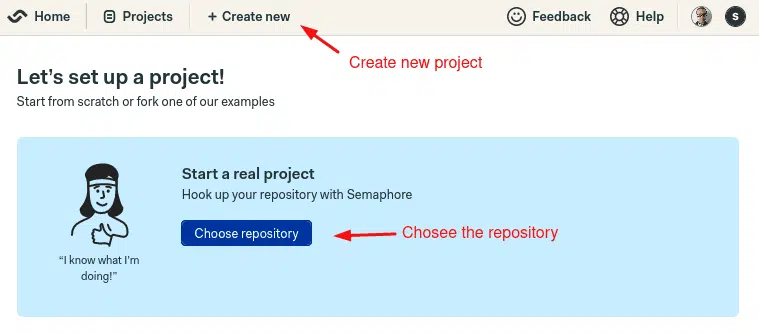 Home Projects + Create new Feedback Help S
Create new project
Let's set up a project!
Start from scratch or fork one of our examples
Start a real project
Hook up your repository with Semaphore
Choose repository
Chosee the repository
“I know what I'm
doing!”